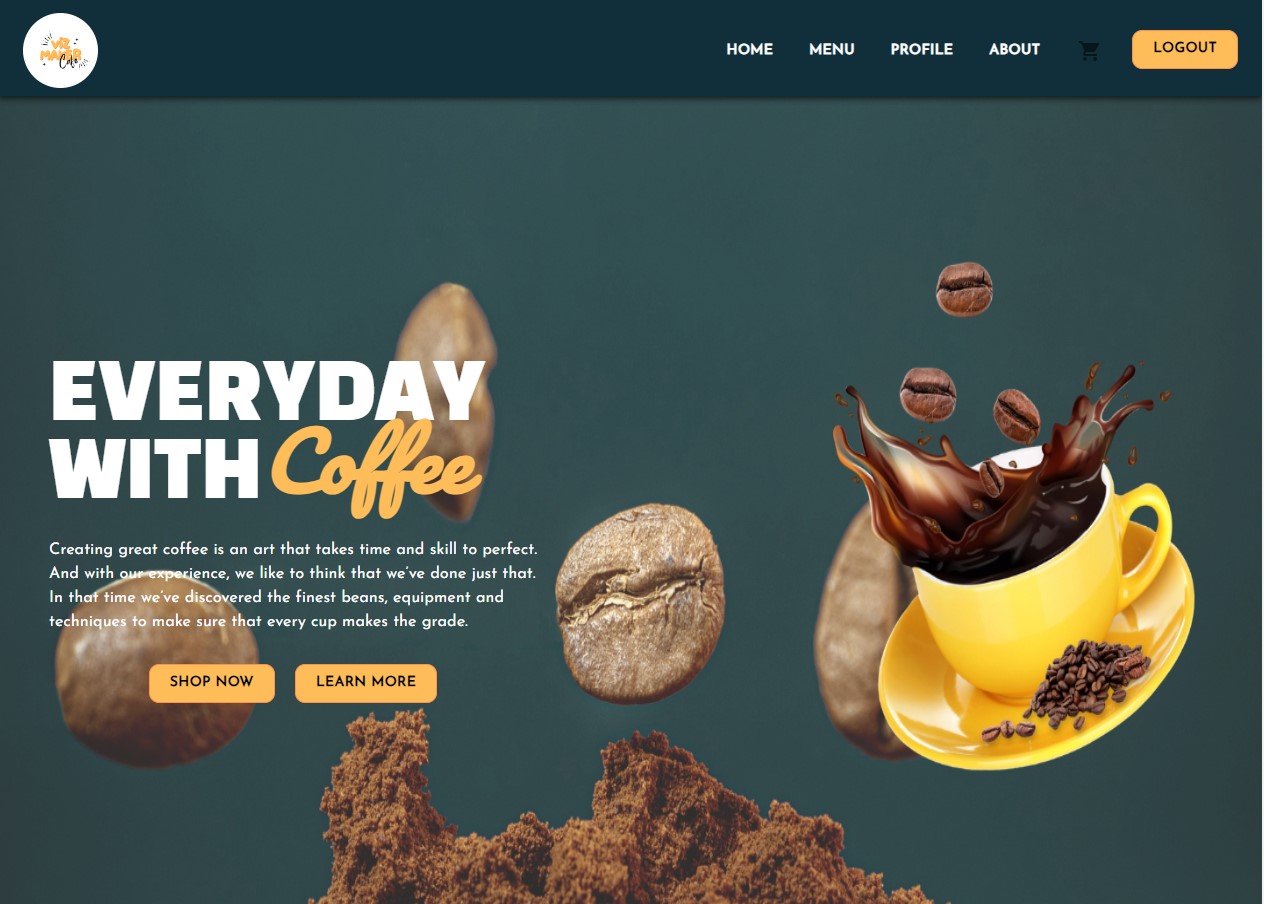 VIZ
MAKER
Cafe
HOME MENU PROFILE ABOUT LOGOUT
EVERYDAY
WITH Coffee
Creating great coffee is an art that takes time and skill to perfect.
And with our experience, we like to think that we've done just that.
In that time we've discovered the finest beans, equipment and
techniques to make sure that every cup makes the grade.
SHOP NOW LEARN MORE